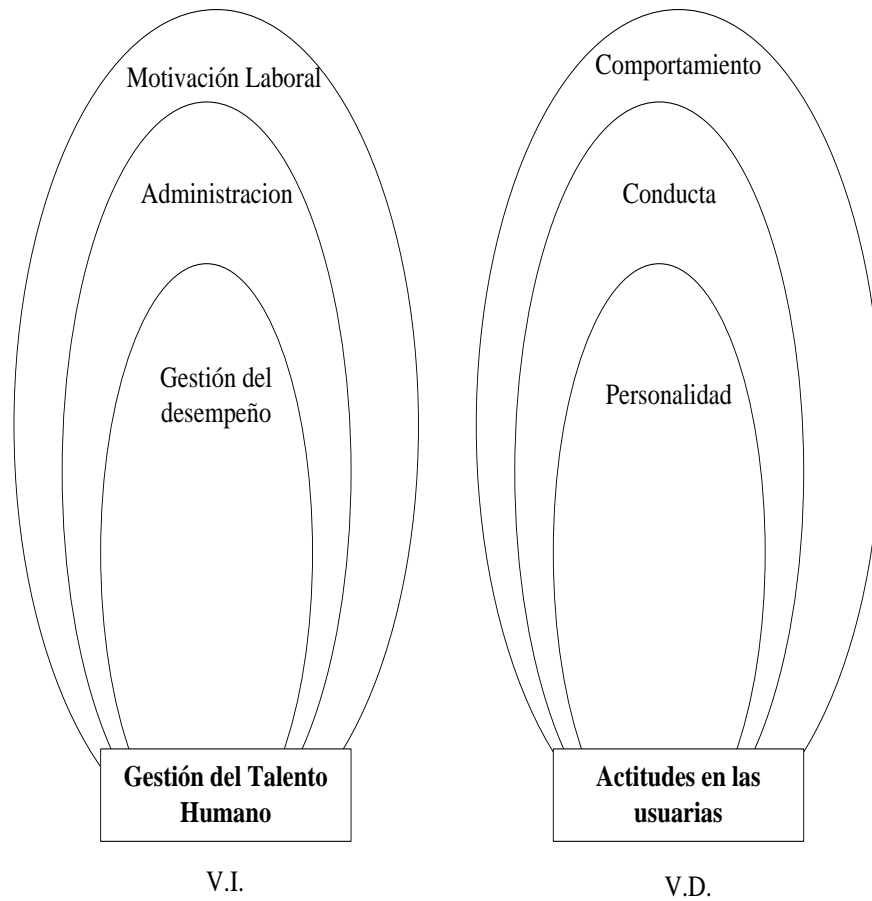 Motivación Laboral
Administracion
Gestión del
desempeño
Gestión del Talento
Humano
V.I.
Comportamiento
Conducta
Personalidad
Actitudes en las
usuarias
V.D.